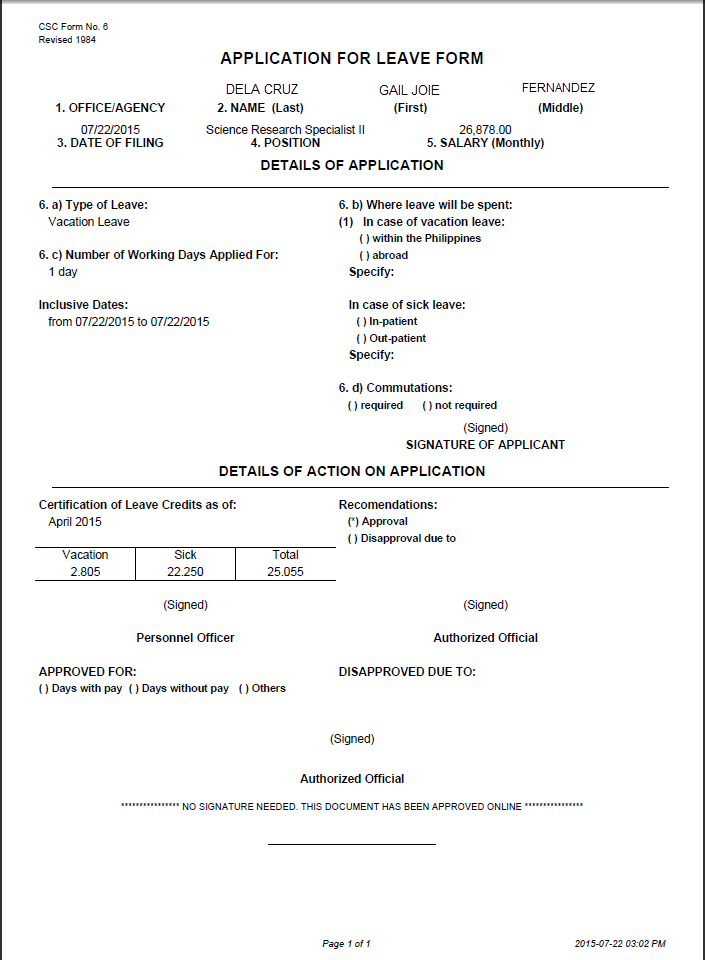 CSC Form No. 6
Revised 1984
APPLICATION FOR LEAVE FORM
DELA CRUZ GAIL JOIE FERNANDEZ
1. OFFICE/AGENCY 2. NAME (Last) (First) (Middle)
07/22/2015 Science Research Specialist II 26,878.00
3. DATE OF FILING 4. POSITION 5. SALARY (Monthly)
DETAILS OF APPLICATION
6. a) Type of Leave: 6. b) Where leave will be spent:
Vacation Leave (1) In case of vacation leave:
( ) within the Philippines
6. c) Number of Working Days Applied For: ( ) abroad
1 day Specify:
Inclusive Dates: In case of sick leave:
from 07/22/2015 to 07/22/2015 ( ) In-patient
( ) Out-patient
Specify:
6. d) Commutations:
( ) required ( ) not required
(Signed)
SIGNATURE OF APPLICANT
DETAILS OF ACTION ON APPLICATION
Certification of Leave Credits as of: Recomendations:
April 2015 (*) Approval
( ) Disapproval due to
Vacation Sick Total
2.805 22.250 25.055
(Signed) (Signed)
Personnel Officer Authorized Official
APPROVED FOR: DISAPPROVED DUE TO:
( ) Days with pay ( ) Days without pay ( ) Others
(Signed)
Authorized Official
*************** NO SIGNATURE NEEDED. THIS DOCUMENT HAS BEEN APPROVED ONLINE ***************
Page 1 of 1 2015-07-22 03:02 PM